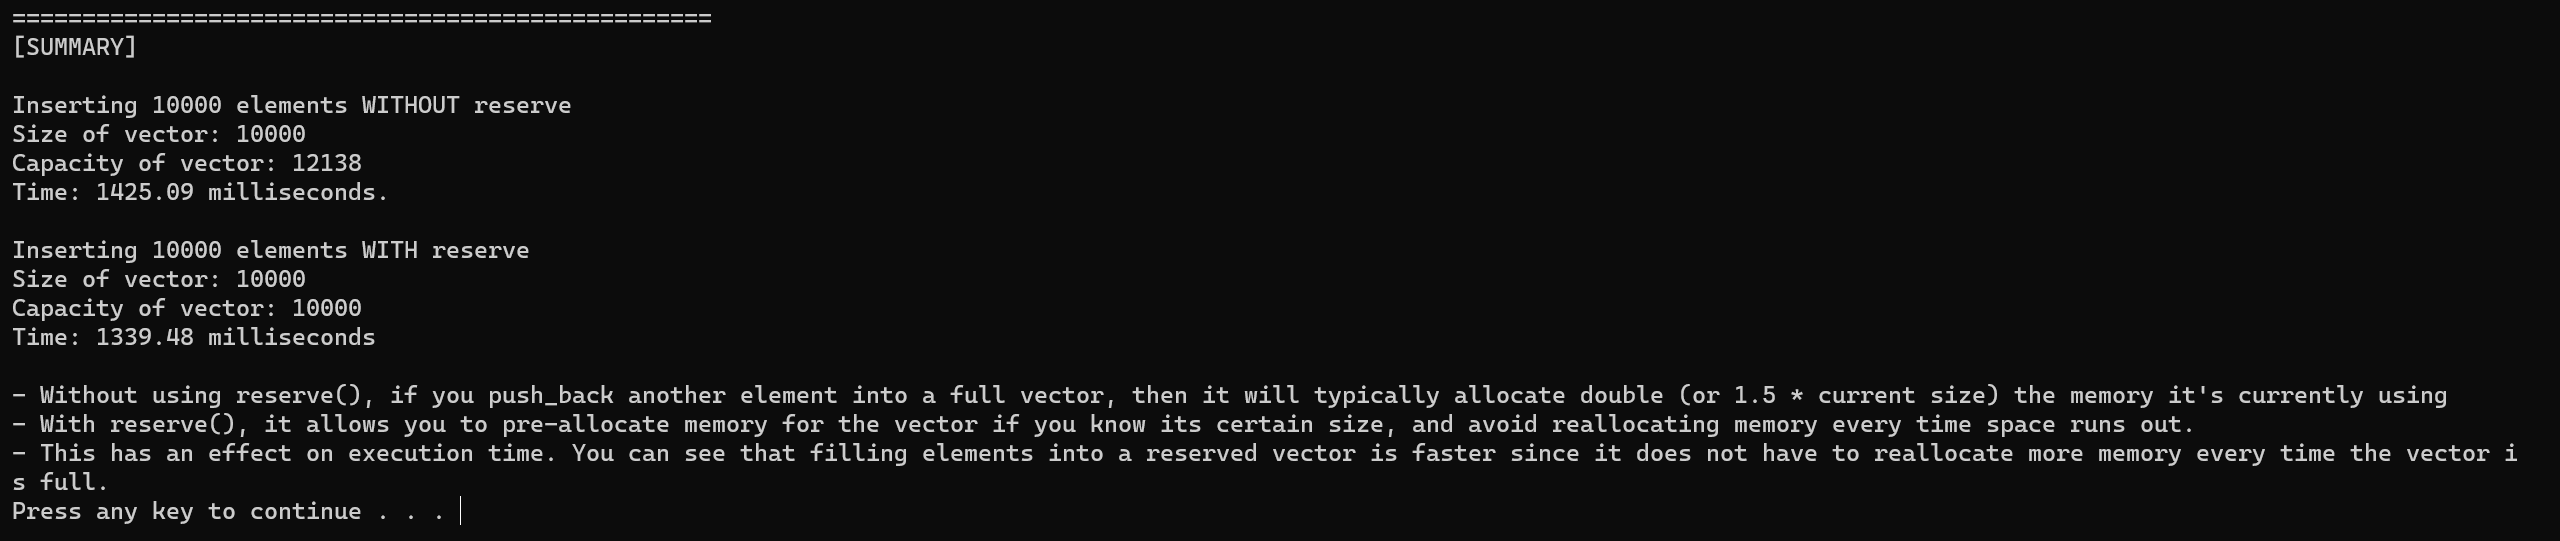 ==================================================
[SUMMARY]
Inserting 10000 elements WITHOUT reserve
Size of vector: 10000
Capacity of vector: 12138
Time: 1425.09 milliseconds.
Inserting 10000 elements WITH reserve
Size of vector: 10000
Capacity of vector: 10000
Time: 1339.48 milliseconds
- Without using reserve(), if you push_back another element into a full vector, then it will typically allocate double (or 1.5 * current size) the memory it's currently using
- With reserve(), it allows you to pre-allocate memory for the vector if you know its certain size, and avoid reallocating memory every time space runs out.
- This has an effect on execution time. You can see that filling elements into a reserved vector is faster since it does not have to reallocate more memory every time the vector i
s full.
Press any key to continue . . .